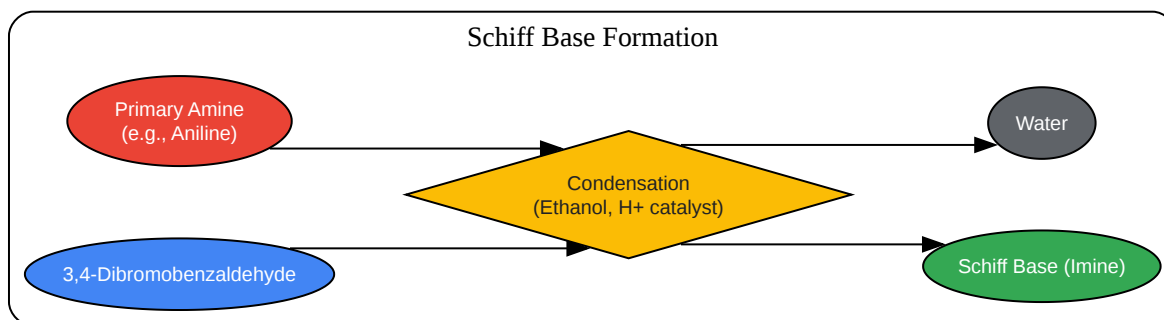 Schiff Base Formation
Primary Amine
(e.g., Aniline)
Water
Condensation
(Ethanol, H+ catalyst)
3,4-Dibromobenzaldehyde
Schiff Base (Imine)